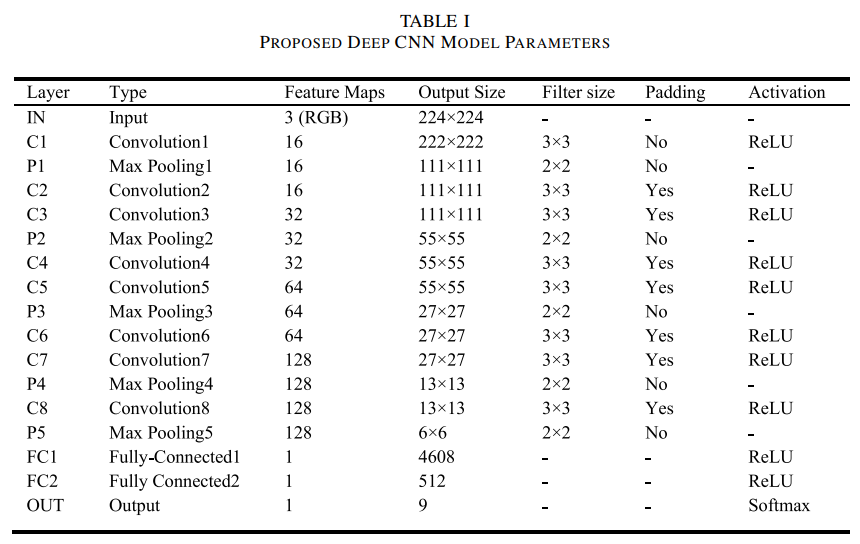 TABLE I
PROPOSED DEEP CNN MODEL PARAMETERS
Layer Type Feature Maps Output Size Filter size Padding Activation
IN Input 3 (RGB) 224×224 - - -
C1 Convolution1 16 222×222 3×3 No ReLU
P1 Max Pooling1 16 111×111 2×2 No -
C2 Convolution2 16 111×111 3×3 Yes ReLU
C3 Convolution3 32 111×111 3×3 Yes ReLU
P2 Max Pooling2 32 55×55 2×2 No -
C4 Convolution4 32 55×55 3×3 Yes ReLU
C5 Convolution5 64 55×55 3×3 Yes ReLU
P3 Max Pooling3 64 27×27 2×2 No -
C6 Convolution6 64 27×27 3×3 Yes ReLU
C7 Convolution7 128 27×27 3×3 Yes ReLU
P4 Max Pooling4 128 13×13 2×2 No -
C8 Convolution8 128 13×13 3×3 Yes ReLU
P5 Max Pooling5 128 6×6 2×2 No -
FC1 Fully-Connected1 1 4608 - - ReLU
FC2 Fully Connected2 1 512 - - ReLU
OUT Output 1 9 - - Softmax